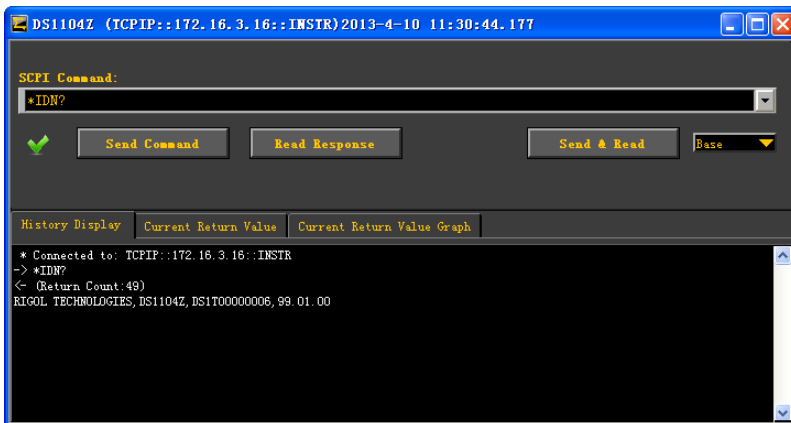 DS1104Z (TCPIP::172.16.3.16::INSTR)2013-4-10 11:30:44.177
SCPI Command:
*IDN?
Send Command Read Response Send & Read Base
History Display Current Return Value Current Return Value Graph
* Connected to: TCPIP::172.16.3.16::INSTR
-> *IDN?
<- (Return Count:49)
RIGOL TECHNOLOGIES,DS1104Z,DS1T00000006,99.01.00